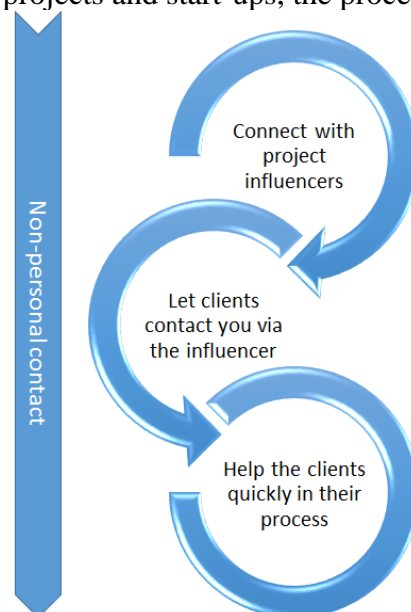 projects and start-ups, the proce
Non-personal contact
Connect with
project
influencers
Let clients
contact you via
the influencer
Help the clients
quickly in their
process